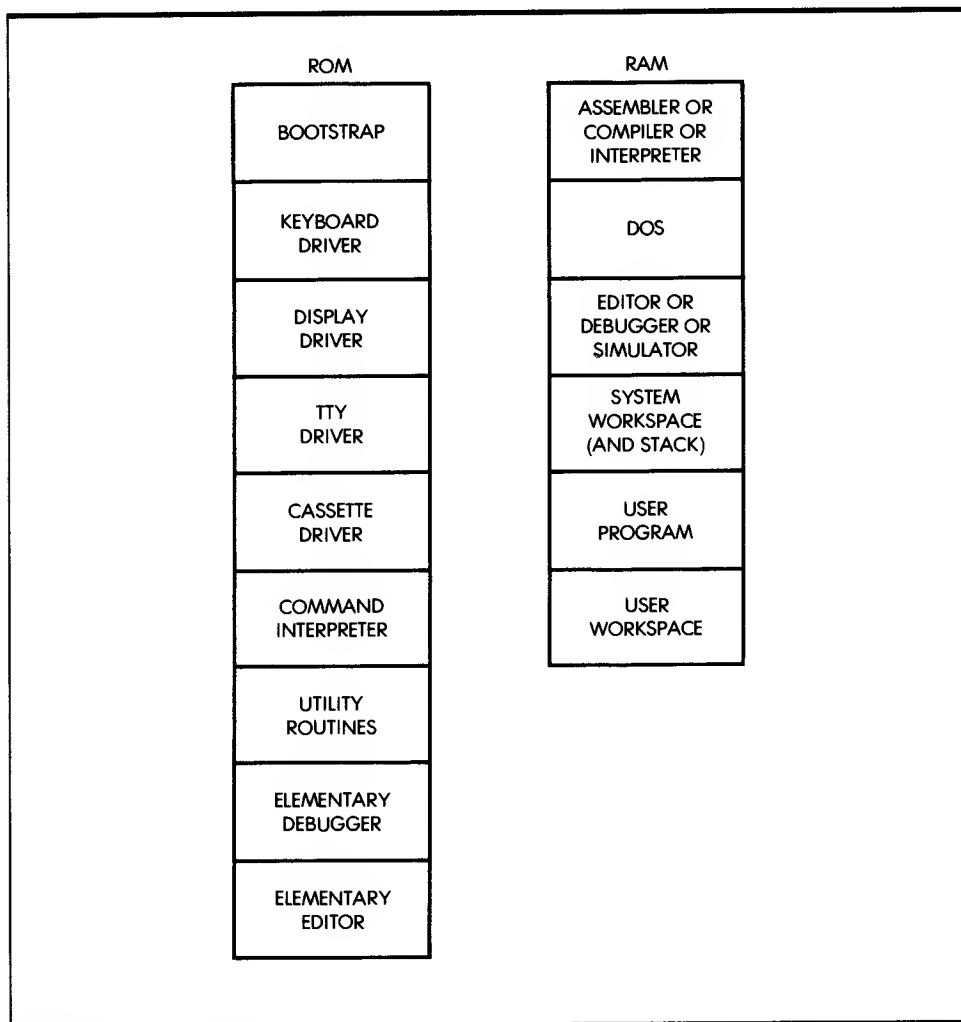 ROM
BOOTSTRAP
KEYBOARD
DRIVER
DISPLAY
DRIVER
TTY
DRIVER
CASSETTE
DRIVER
COMMAND
INTERPRETER
UTILITY
ROUTINES
ELEMENTARY
DEBUGGER
ELEMENTARY
EDITOR
RAM
ASSEMBLER OR
COMPILER OR
INTERPRETER
DOS
EDITOR OR
DEBUGGER OR
SIMULATOR
SYSTEM
WORKSPACE
(AND STACK)
USER
PROGRAM
USER
WORKSPACE